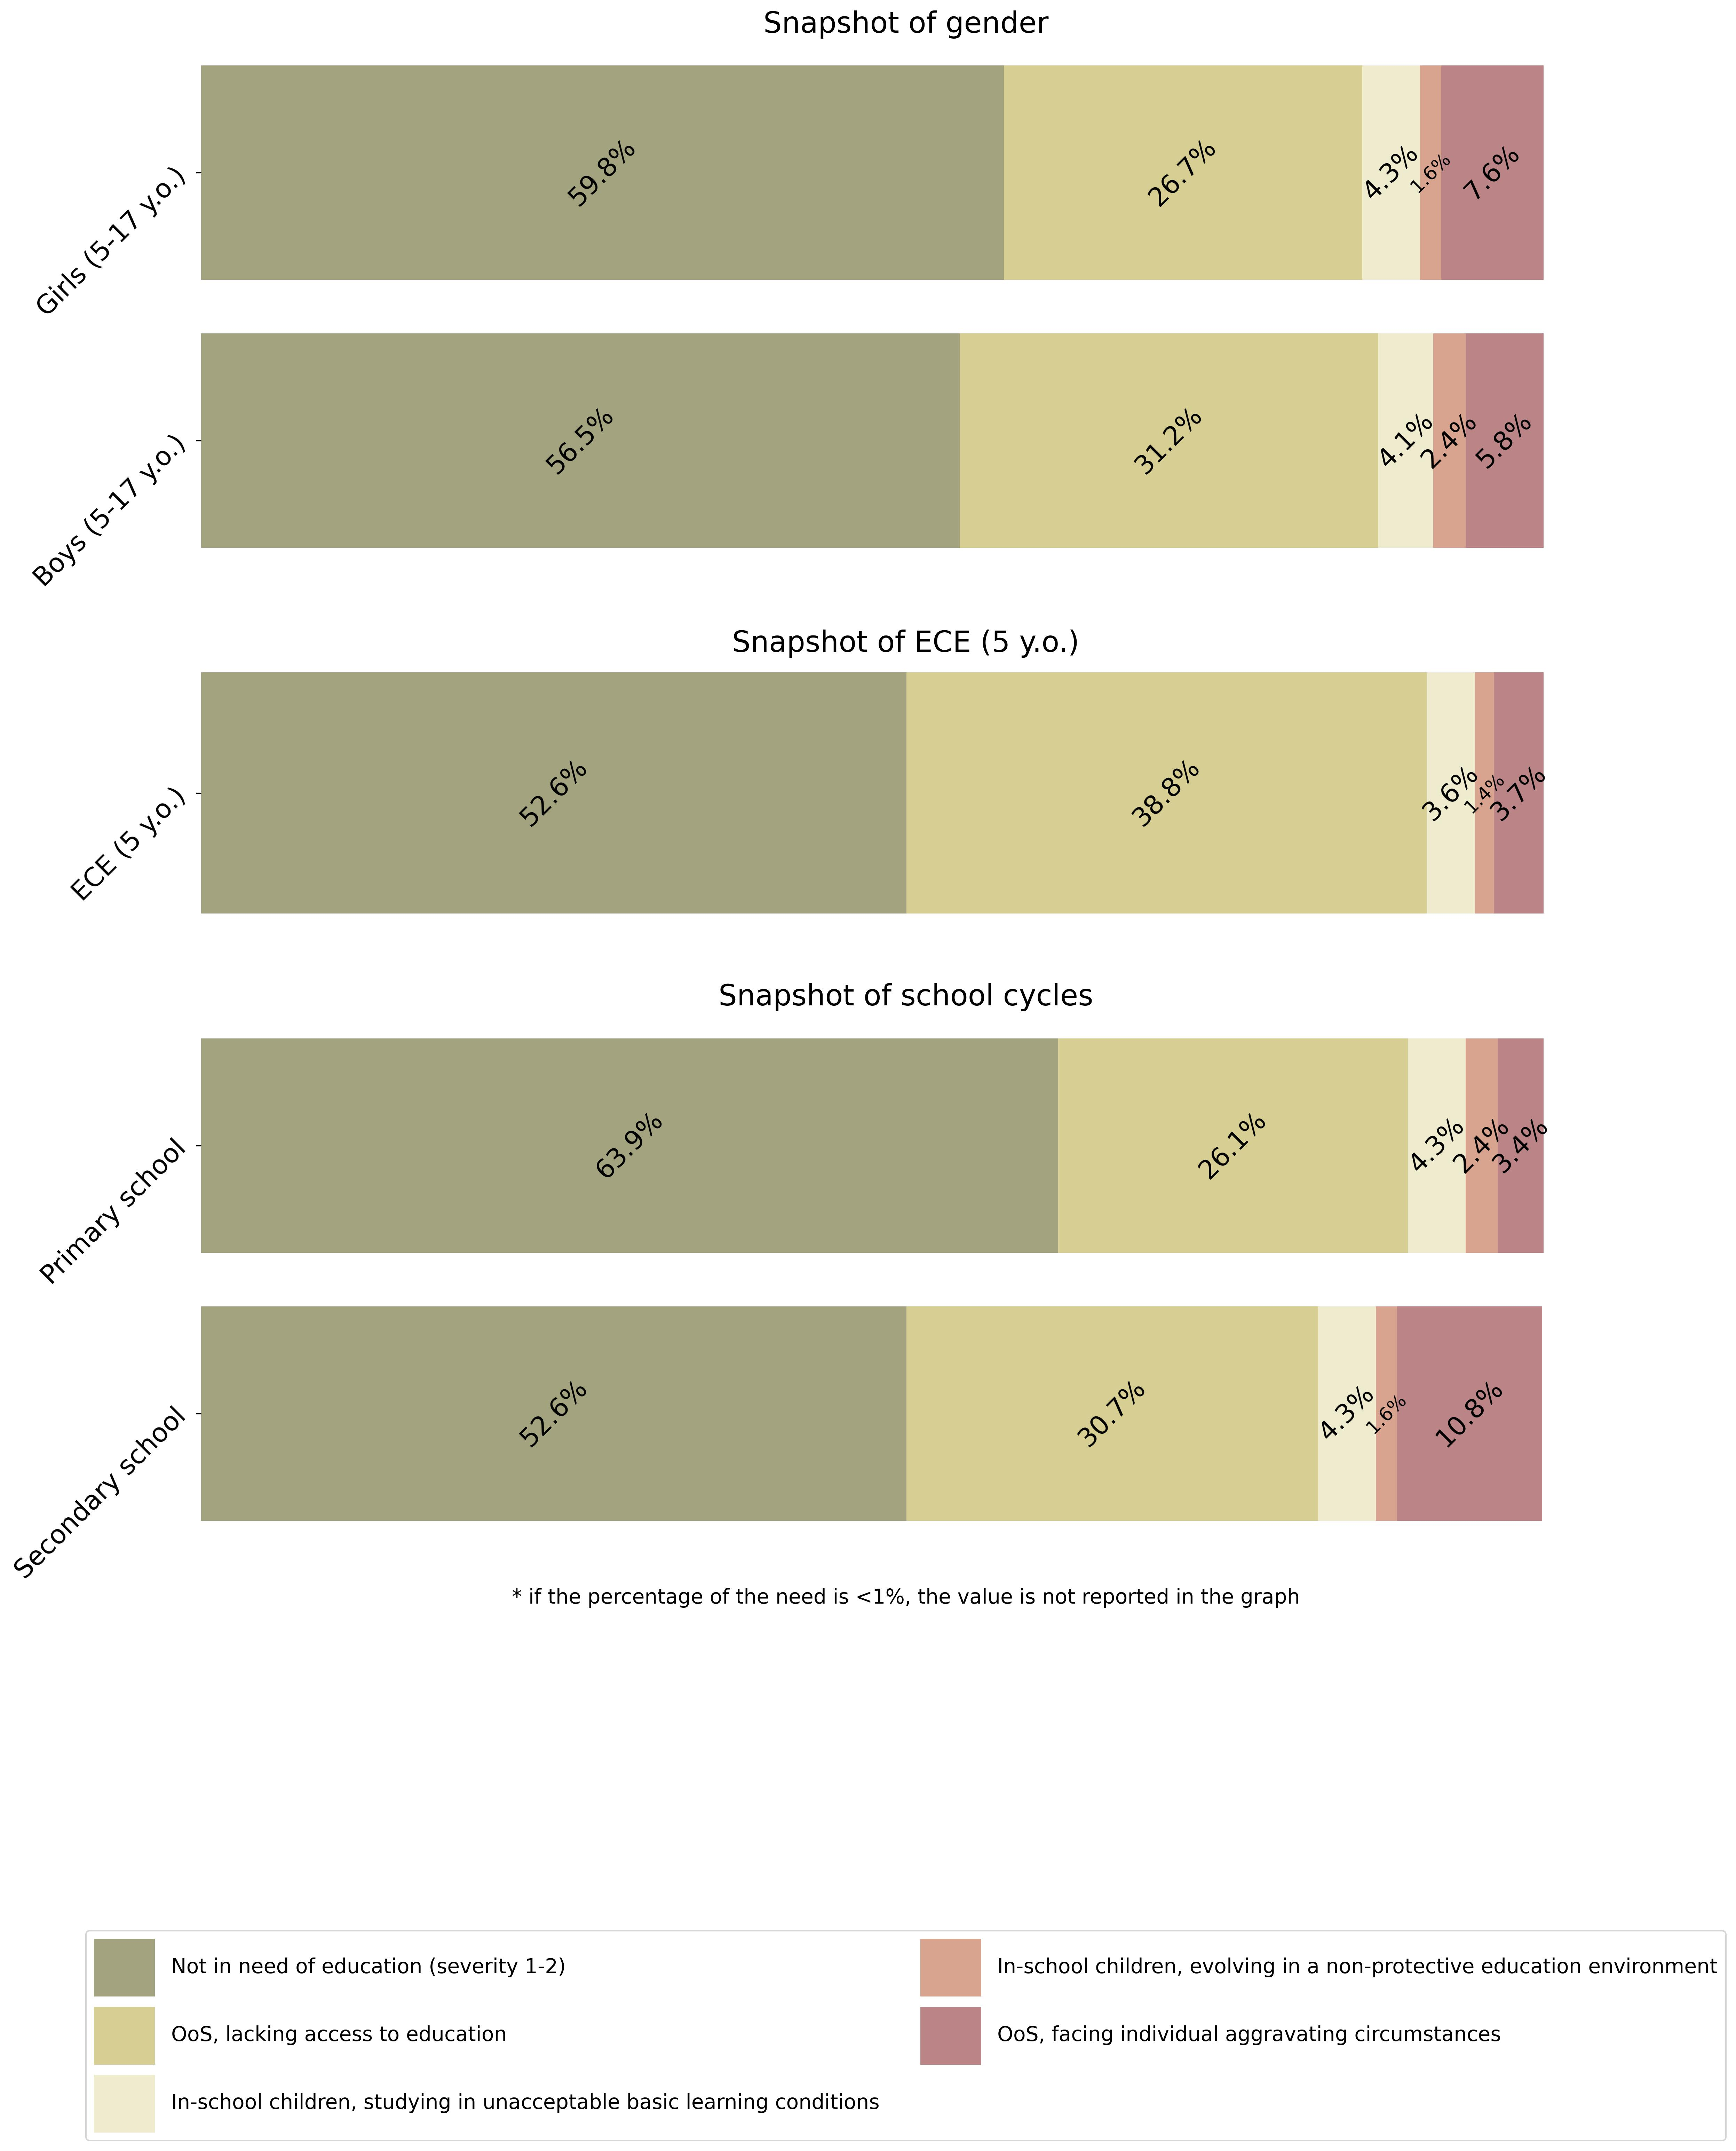 Snapshot of gender
Girls (5-17 y.o.)
59.8%
26.7%
4.3%
1.6%
7.6%
Boys (5-17 y.o.)
56.5%
31.2%
4.1%
2.4%
5.8%
Snapshot of ECE (5 y.o.)
ECE (5 y.o.)
52.6%
38.8%
3.6%
1.4%
3.7%
Snapshot of school cycles
Primary school
63.9%
26.1%
4.3%
2.4%
3.4%
Secondary school
52.6%
30.7%
4.3%
1.6%
10.8%
* if the percentage of the need is <1%, the value is not reported in the graph
Not in need of education (severity 1-2)
OoS, lacking access to education
In-school children, studying in unacceptable basic learning conditions
In-school children, evolving in a non-protective education environment
OoS, facing individual aggravating circumstances